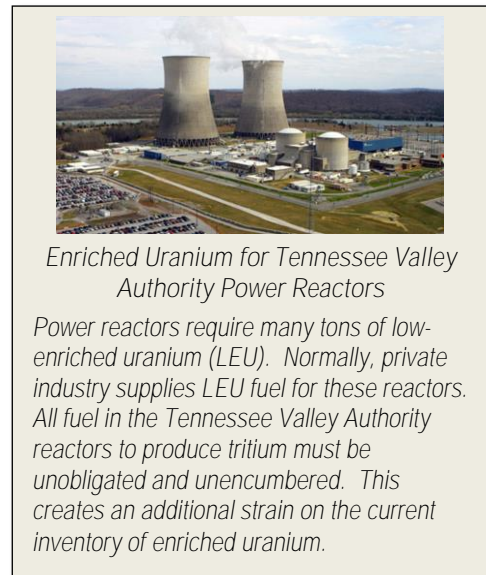 Enriched Uranium for Tennessee Valley
Authority Power Reactors
Power reactors require many tons of low-
enriched uranium (LEU).  Normally, private
industry supplies LEU fuel for these reactors.
All fuel in the Tennessee Valley Authority
reactors to produce tritium must be
unobligated and unencumbered.  This
creates an additional strain on the current
inventory of enriched uranium.